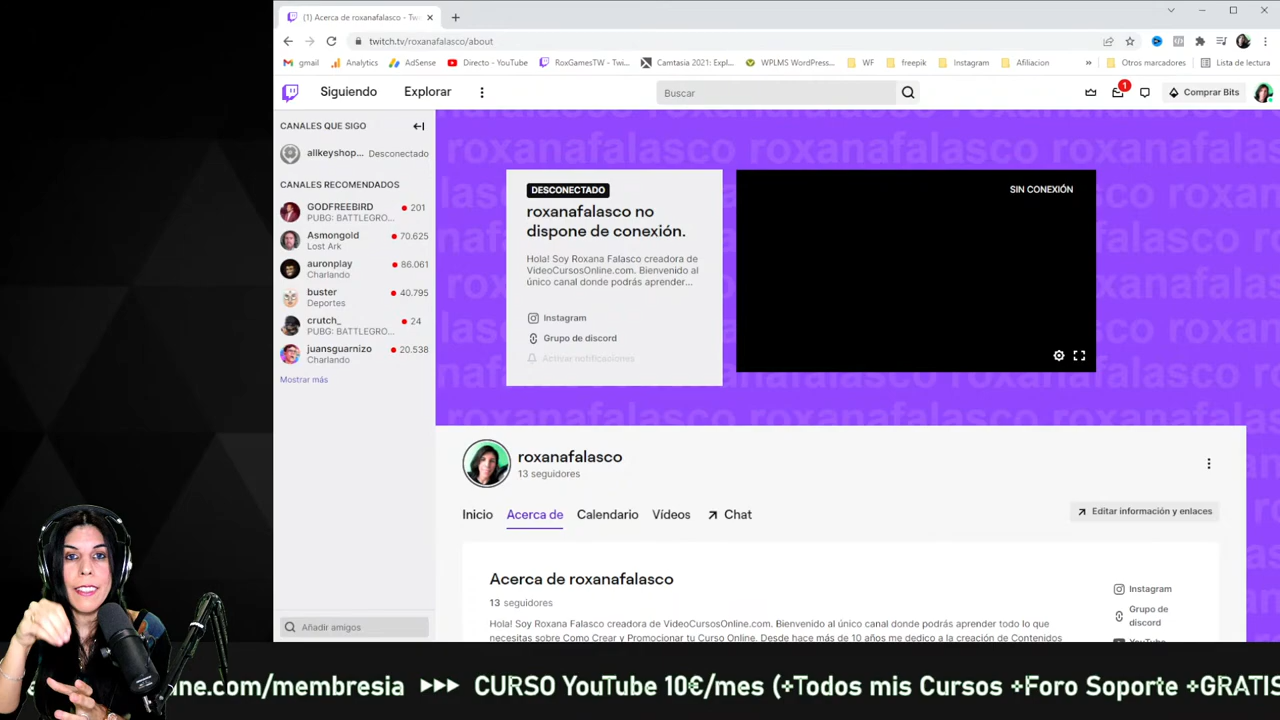 (1) Acerca de roxanafalasco - Tw
twitch.tv/roxanafalasco/about
gmail
Analytics
AdSense
Directo - YouTube
RoxGamesTW - Twi...
Camtasia 2021: Expl...
WPLMS WordPress...
WF
freepik
Instagram
Afiliacion
»
Otros marcadores
Lista de lectura
Siguiendo
Explorar
Buscar
1
Comprar Bits
CANALES QUE SIGO
allkeyshop... Desconectado
CANALES RECOMENDADOS
GODFREEBIRD 201
PUBG: BATTLEGRO...
Asmongold 70.625
Lost Ark
auronplay 86.061
Charlando
buster 40.795
Deportes
crutch_ 24
PUBG: BATTLEGRO...
juansguarnizo 20.538
Charlando
Mostrar más
Añadir amigos
DESCONECTADO
roxanafalasco no
dispone de conexión.
Hola! Soy Roxana Falasco creadora de
VideoCursosOnline.com. Bienvenido al
único canal donde podrás aprender...
Instagram
Grupo de discord
Activar notificaciones
SIN CONEXIÓN
roxanafalasco
13 seguidores
Inicio
Acerca de
Calendario
Vídeos
Chat
Editar información y enlaces
Acerca de roxanafalasco
13 seguidores
Hola! Soy Roxana Falasco creadora de VideoCursosOnline.com. Bienvenido al único canal donde podrás aprender todo lo que
necesitas sobre Como Crear y Promocionar tu Curso Online. Desde hace más de 10 años me dedico a la creación de Contenidos
Instagram
Grupo de
discord
YouTube
ine.com/membresia ►►► CURSO YouTube 10€/mes (+Todos mis Cursos +Foro Soporte +GRATIS